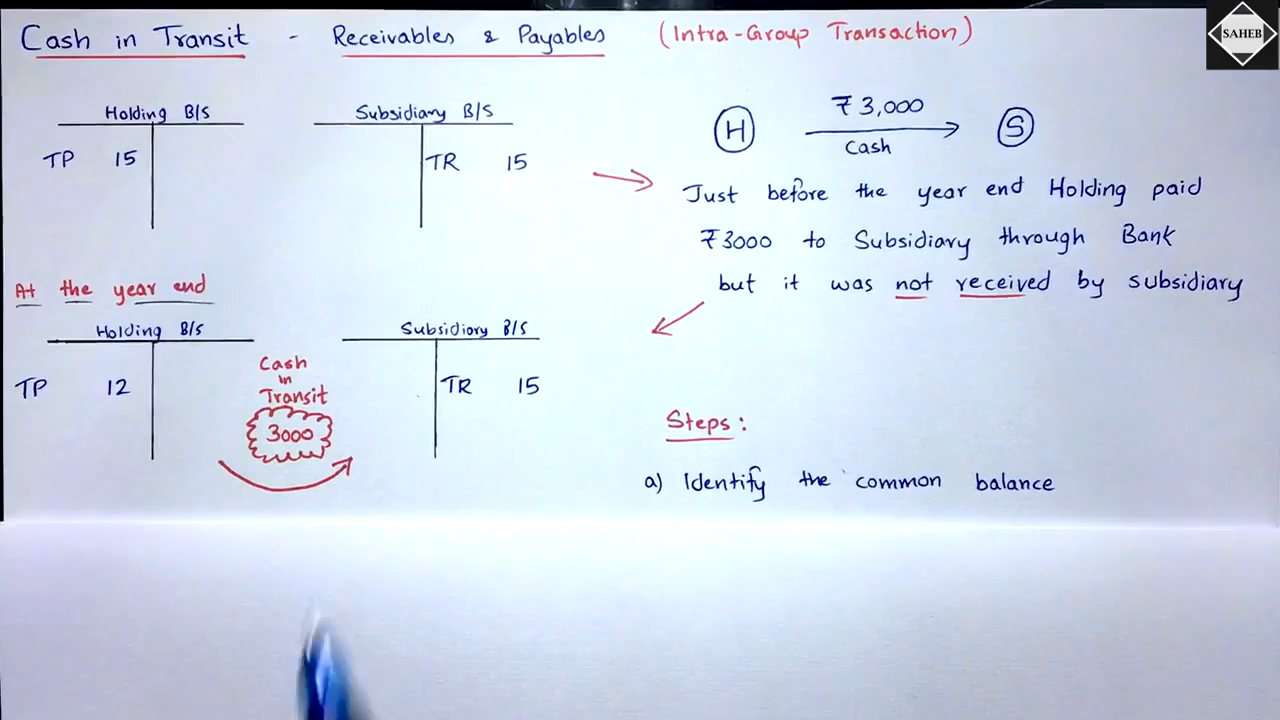 Cash in Transit - Receivables & Payables (Intra-Group Transaction)
SAHEB
Holding B/S
TP 15
Subsidiary B/S
TR 15
H ₹3,000 Cash S
Just before the year end Holding paid
₹3000 to Subsidiary through Bank
but it was not received by subsidiary
At the year end
Holding B/S
TP 12
Cash
in
Transit
3000
Subsidiary B/S
TR 15
Steps:
a) Identify the common balance